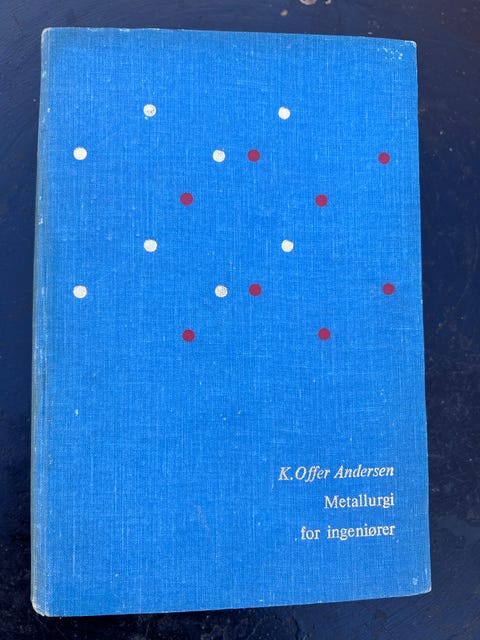 K. Offer Andersen
Metallurgi
for ingeniører